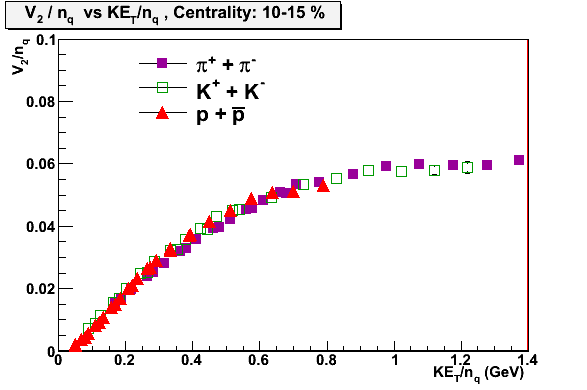 V₂ / n_q vs KE_T/n_q , Centrality: 10-15 %
V₂/n_q
0.1
0.08
0.06
0.04
0.02
0
π⁺ + π⁻
K⁺ + K⁻
p + p̅
0 0.2 0.4 0.6 0.8 1 1.2 1.4
KE_T/n_q (GeV)